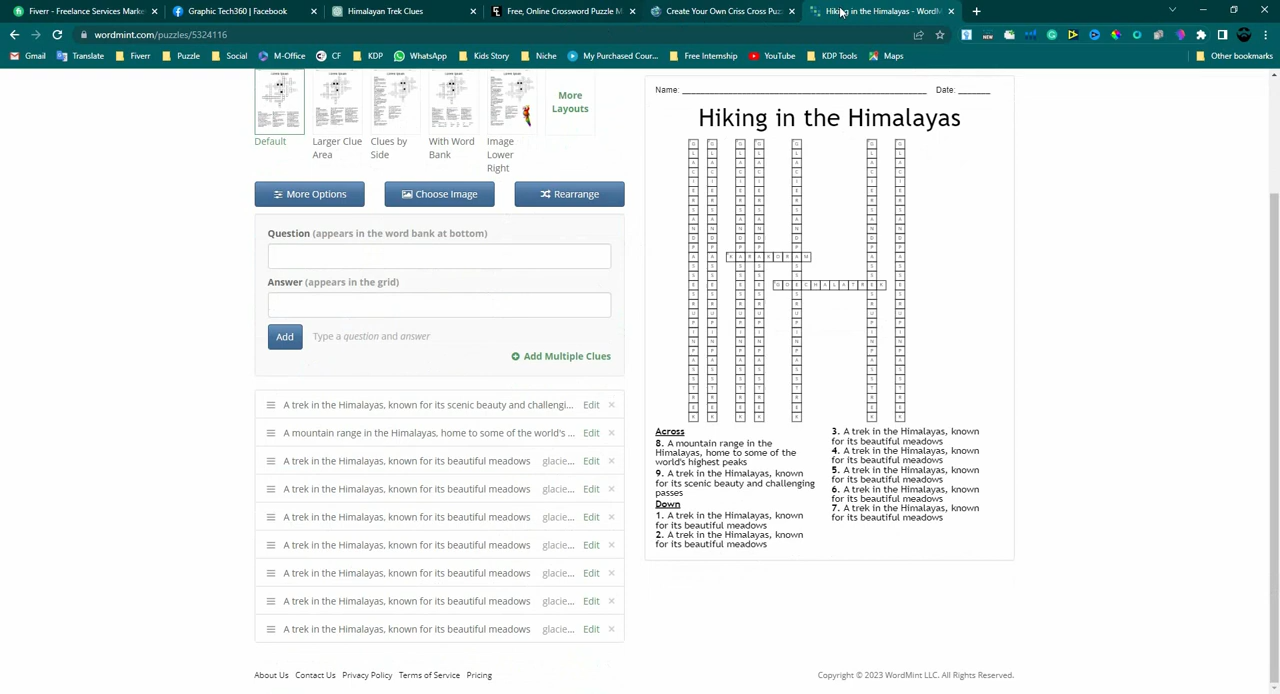 Fiverr - Freelance Services Market
Graphic Tech360 | Facebook
Himalayan Trek Clues
Free, Online Crossword Puzzle M
Create Your Own Criss Cross Puz
Hiking in the Himalayas - WordM
wordmint.com/puzzles/5324116
Gmail Translate Fiverr Puzzle Social M-Office CF KDP WhatsApp Kids Story Niche My Purchased Cour... Free Internship YouTube KDP Tools Maps Other bookmarks
Default
Larger Clue
Area
Clues by
Side
With Word
Bank
Image
Lower
Right
More
Layouts
More Options Choose Image Rearrange
Question (appears in the word bank at bottom)
Answer (appears in the grid)
Add Type a question and answer
Add Multiple Clues
A trek in the Himalayas, known for its scenic beauty and challengi... Edit ×
A mountain range in the Himalayas, home to some of the world's ... Edit ×
A trek in the Himalayas, known for its beautiful meadows glacie... Edit ×
A trek in the Himalayas, known for its beautiful meadows glacie... Edit ×
A trek in the Himalayas, known for its beautiful meadows glacie... Edit ×
A trek in the Himalayas, known for its beautiful meadows glacie... Edit ×
A trek in the Himalayas, known for its beautiful meadows glacie... Edit ×
A trek in the Himalayas, known for its beautiful meadows glacie... Edit ×
A trek in the Himalayas, known for its beautiful meadows glacie... Edit ×
Name: Date:
Hiking in the Himalayas
KARAKORAM
Across
8. A mountain range in the
Himalayas, home to some of the
world's highest peaks
9. A trek in the Himalayas, known
for its scenic beauty and challenging
passes
Down
1. A trek in the Himalayas, known
for its beautiful meadows
2. A trek in the Himalayas, known
for its beautiful meadows
3. A trek in the Himalayas, known
for its beautiful meadows
4. A trek in the Himalayas, known
for its beautiful meadows
5. A trek in the Himalayas, known
for its beautiful meadows
6. A trek in the Himalayas, known
for its beautiful meadows
7. A trek in the Himalayas, known
for its beautiful meadows
About Us Contact Us Privacy Policy Terms of Service Pricing
Copyright © 2023 WordMint LLC. All Rights Reserved.